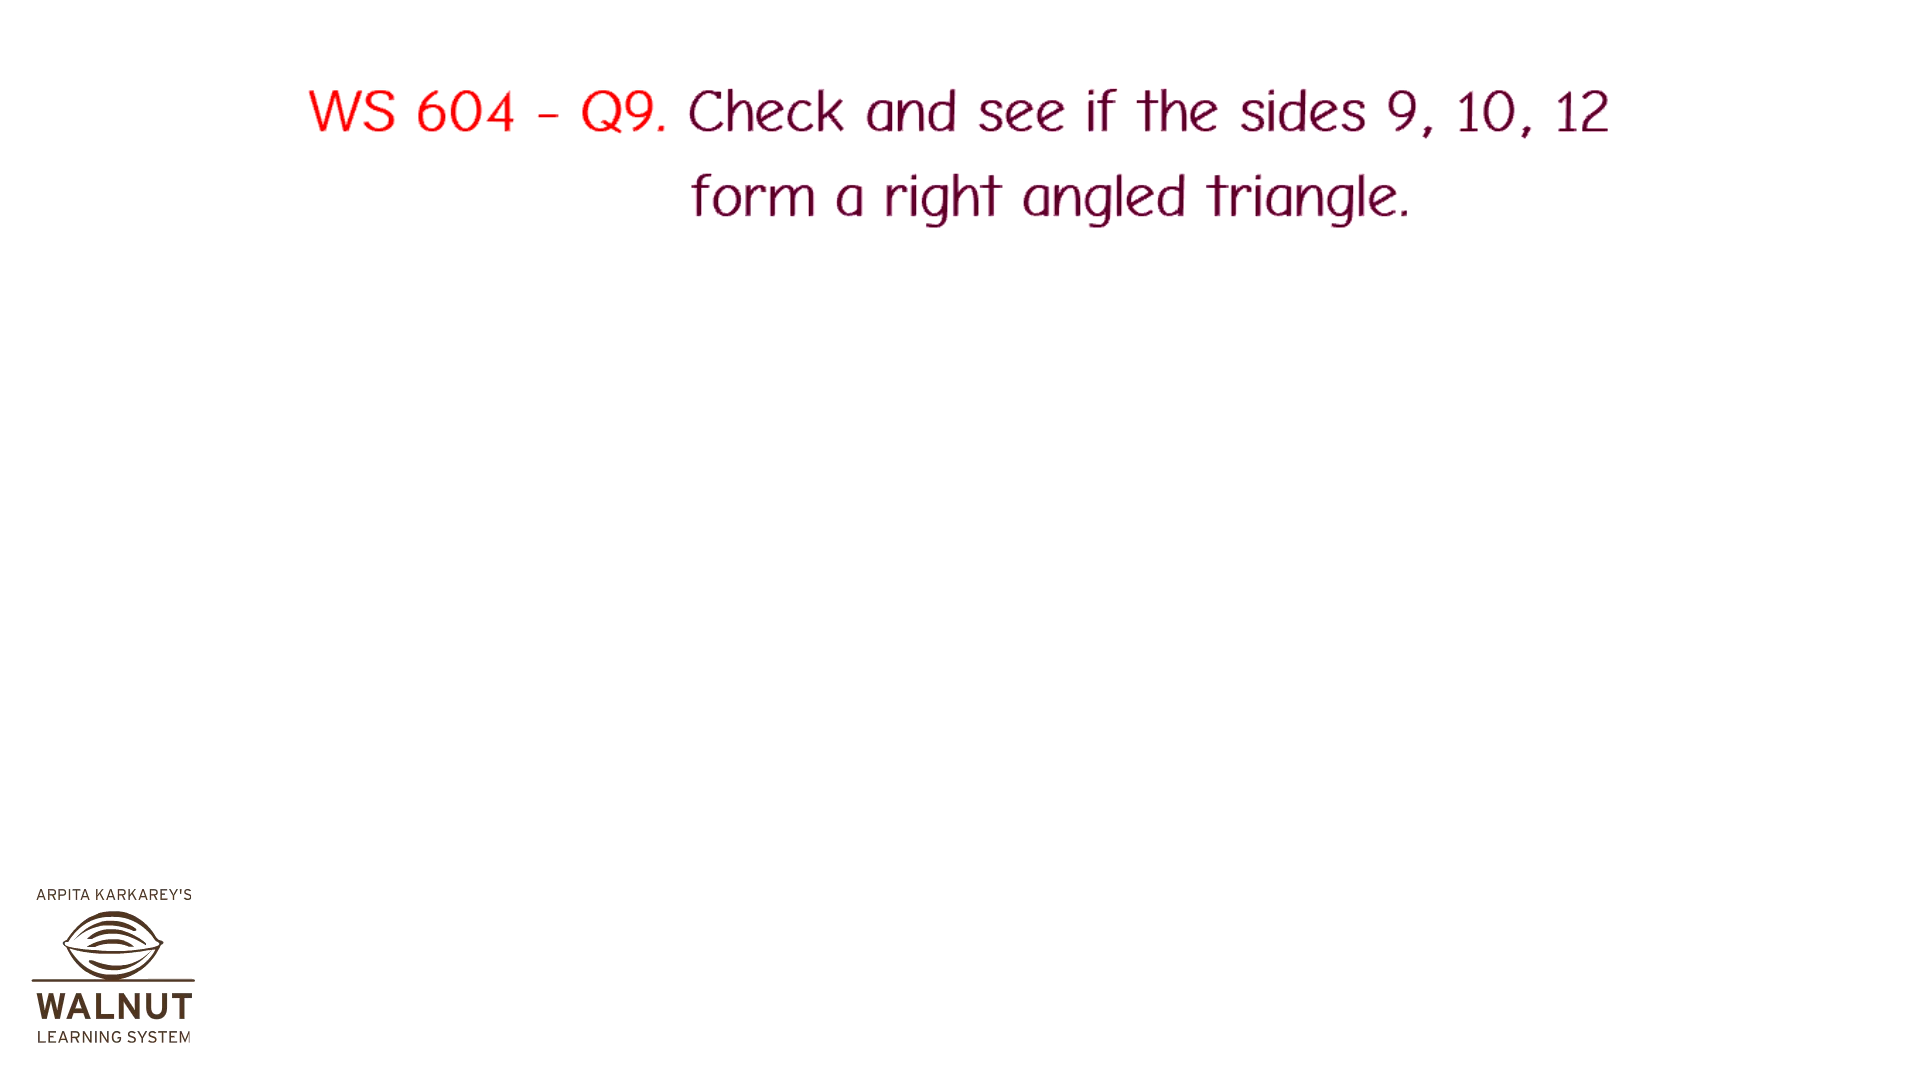 WS 604 - Q9. Check and see if the sides 9, 10, 12
form a right angled triangle.
ARPITA KARKAREY'S
WALNUT
LEARNING SYSTEM